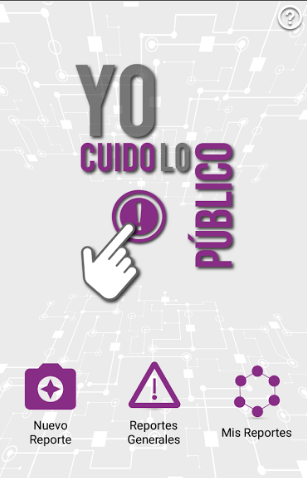 ?
YO
CUIDO LO
PÚBLICO
!
!
Nuevo
Reporte
Reportes
Generales
Mis Reportes